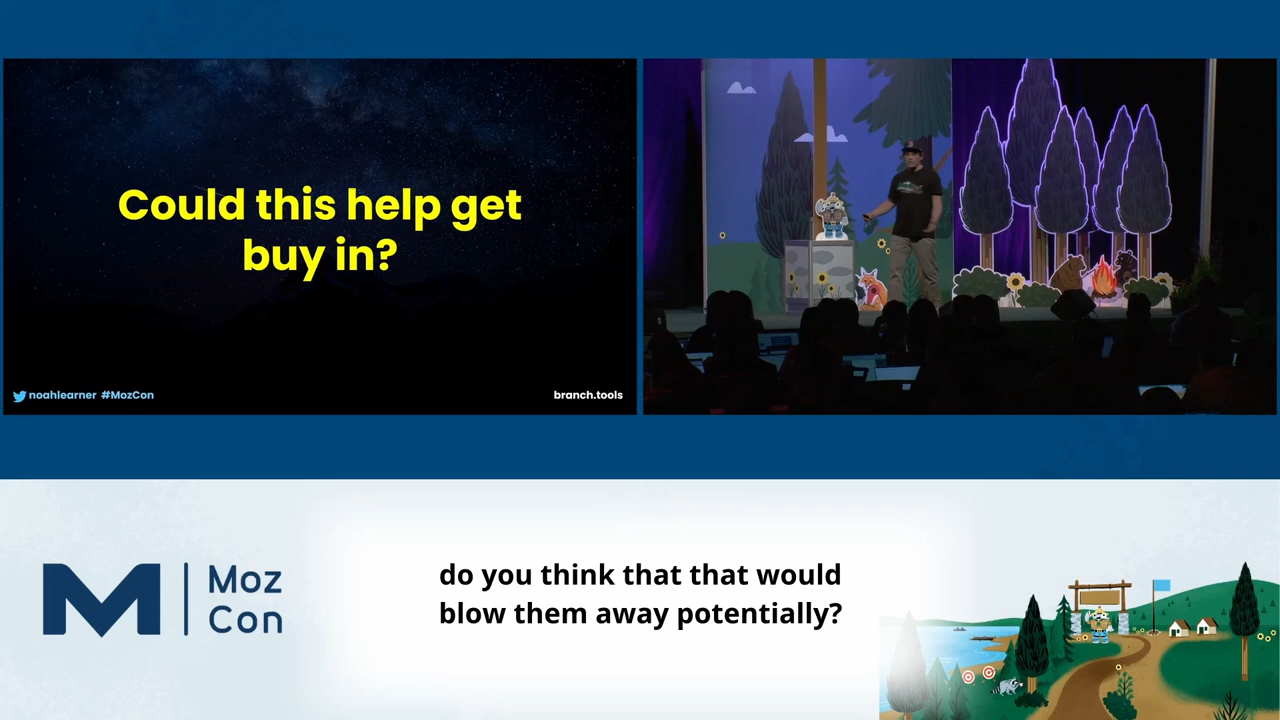 Could this help get
buy in?
noahlearner #MozCon
branch.tools
Moz
Con
do you think that that would
blow them away potentially?